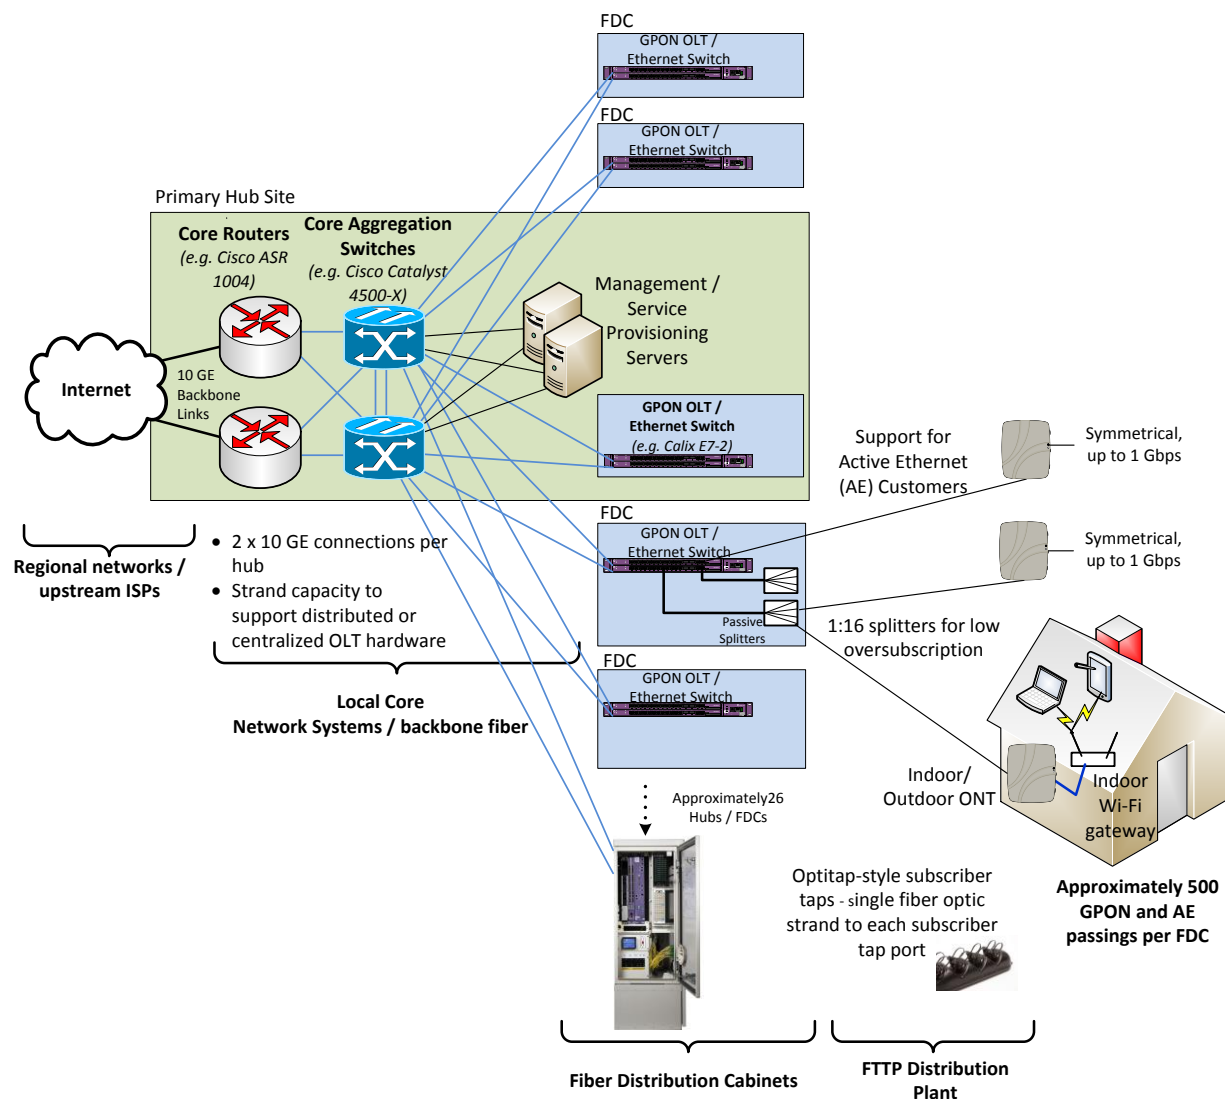 FDC
GPON OLT /
Ethernet Switch
FDC
GPON OLT /
Ethernet Switch
Primary Hub Site
Core Routers
(e.g. Cisco ASR
1004)
Core Aggregation
Switches
(e.g. Cisco Catalyst
4500-X)
Management /
Service
Provisioning
Servers
Internet
10 GE
Backbone
Links
GPON OLT /
Ethernet Switch
(e.g. Calix E7-2)
Support for
Active Ethernet
(AE) Customers
Symmetrical,
up to 1 Gbps
FDC
GPON OLT /
Ethernet Switch
Passive
Splitters
Symmetrical,
up to 1 Gbps
Regional networks /
upstream ISPs
• 2 x 10 GE connections per
hub
• Strand capacity to
support distributed or
centralized OLT hardware
1:16 splitters for low
oversubscription
Local Core
Network Systems / backbone fiber
FDC
GPON OLT /
Ethernet Switch
Indoor/
Outdoor ONT
Indoor
Wi-Fi
gateway
Approximately26
Hubs / FDCs
Optitap-style subscriber
taps - single fiber optic
strand to each subscriber
tap port
Approximately 500
GPON and AE
passings per FDC
Fiber Distribution Cabinets
FTTP Distribution
Plant